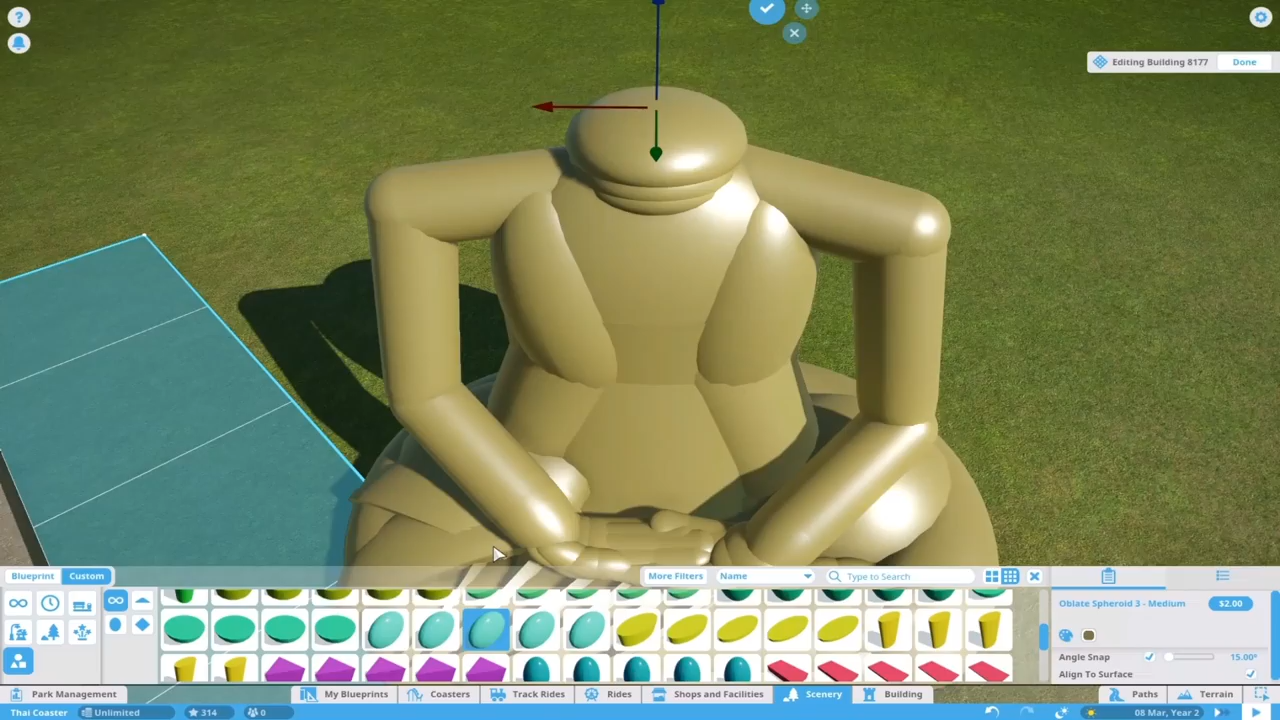 ?
Editing Building 8177 Done
Blueprint Custom
More Filters Name Type to Search
Oblate Spheroid 3 - Medium $2.00
Angle Snap 15.00°
Align To Surface
Park Management My Blueprints Coasters Track Rides Rides Shops and Facilities Scenery Building Paths Terrain
Thai Coaster Unlimited 314 0 08 Mar, Year 2